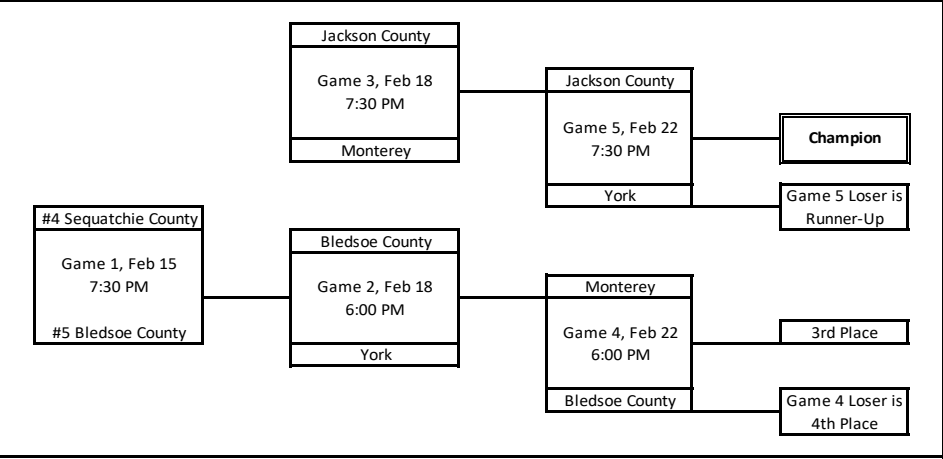 Jackson County
Game 3, Feb 18
7:30 PM
Monterey
Jackson County
Game 5, Feb 22
7:30 PM
York
Champion
Game 5 Loser is
Runner-Up
#4 Sequatchie County
Game 1, Feb 15
7:30 PM
#5 Bledsoe County
Bledsoe County
Game 2, Feb 18
6:00 PM
York
Monterey
Game 4, Feb 22
6:00 PM
Bledsoe County
3rd Place
Game 4 Loser is
4th Place